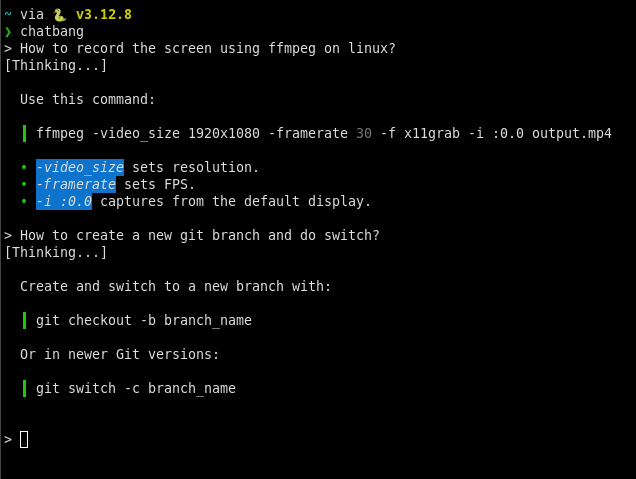 ~ via 🐍 v3.12.8
❯ chatbang
> How to record the screen using ffmpeg on linux?
[Thinking...]
Use this command:
ffmpeg -video_size 1920x1080 -framerate 30 -f x11grab -i :0.0 output.mp4
• -video_size sets resolution.
• -framerate sets FPS.
• -i :0.0 captures from the default display.
> How to create a new git branch and do switch?
[Thinking...]
Create and switch to a new branch with:
git checkout -b branch_name
Or in newer Git versions:
git switch -c branch_name
>